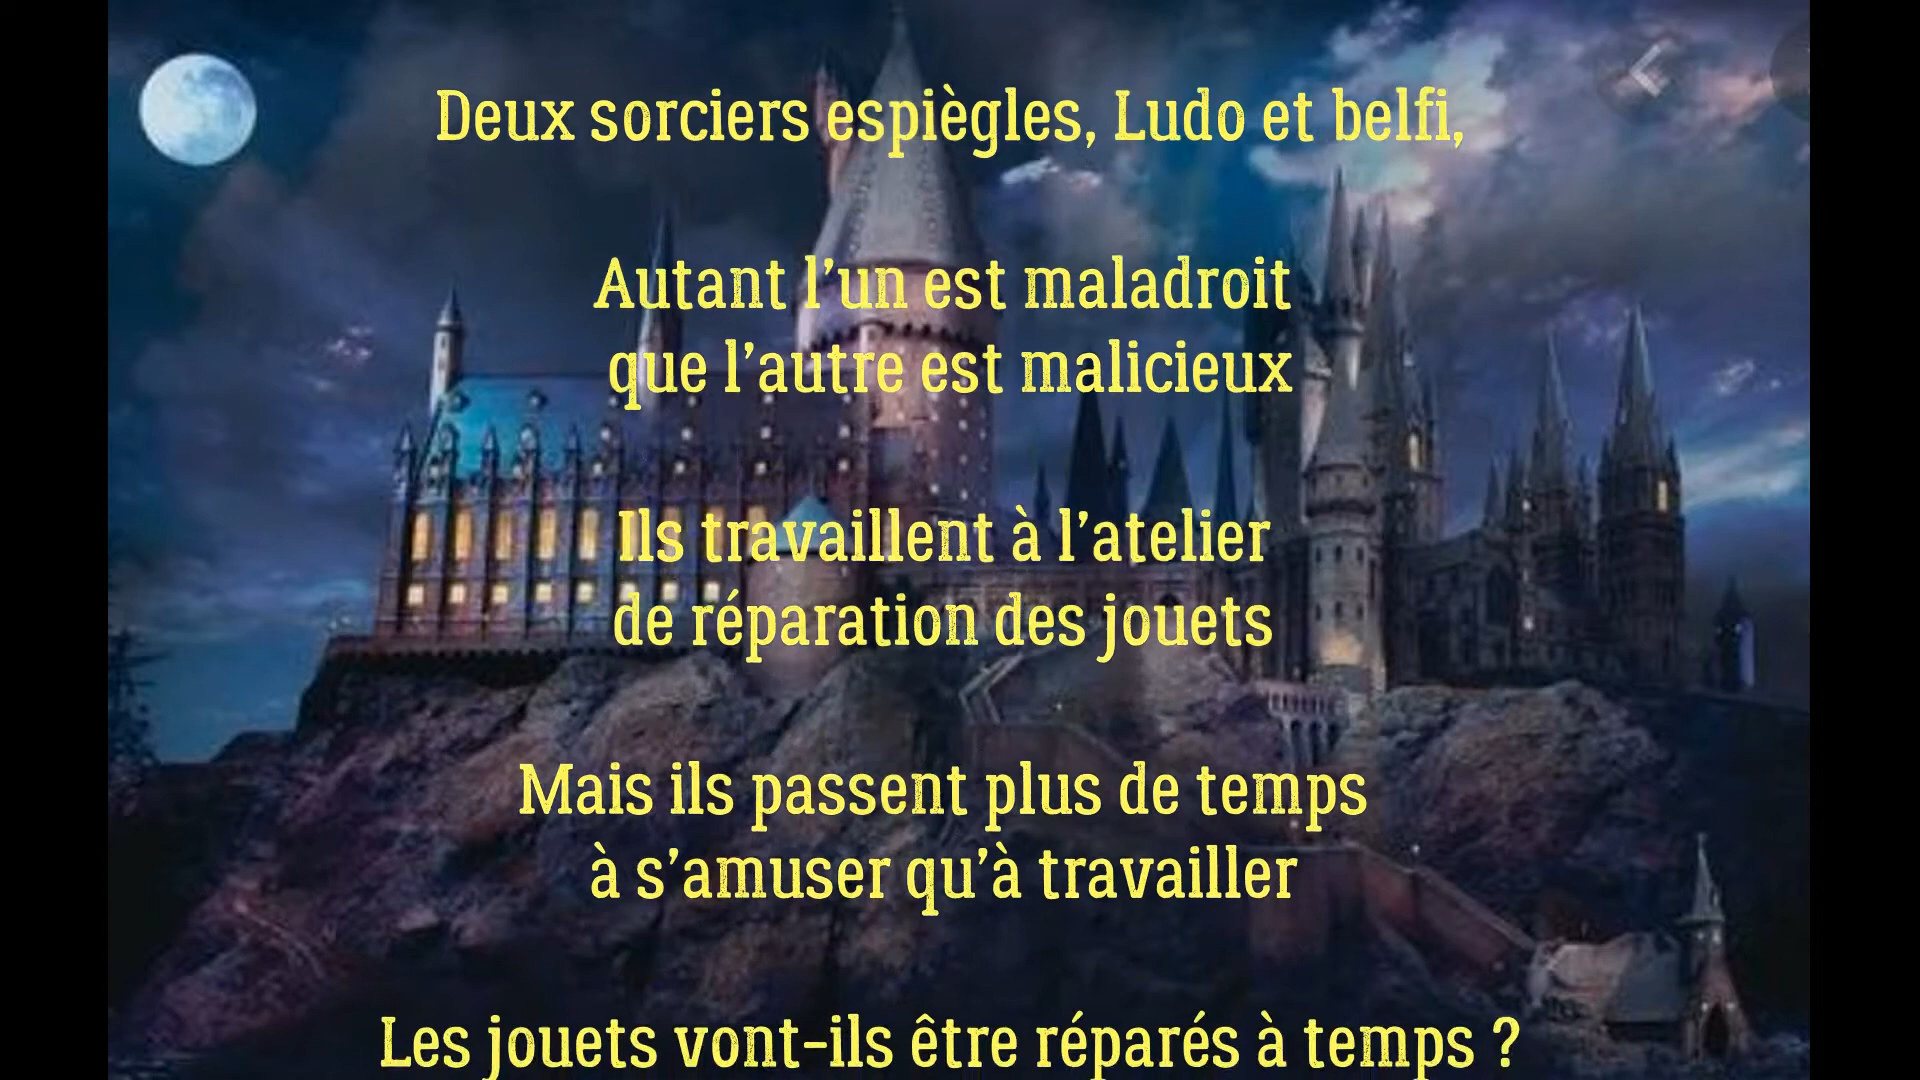 Deux sorciers espiègles, Ludo et belfi,
Autant l’un est maladroit
que l’autre est malicieux
Ils travaillent à l’atelier
de réparation des jouets
Mais ils passent plus de temps
à s’amuser qu’à travailler
Les jouets vont-ils être réparés à temps ?